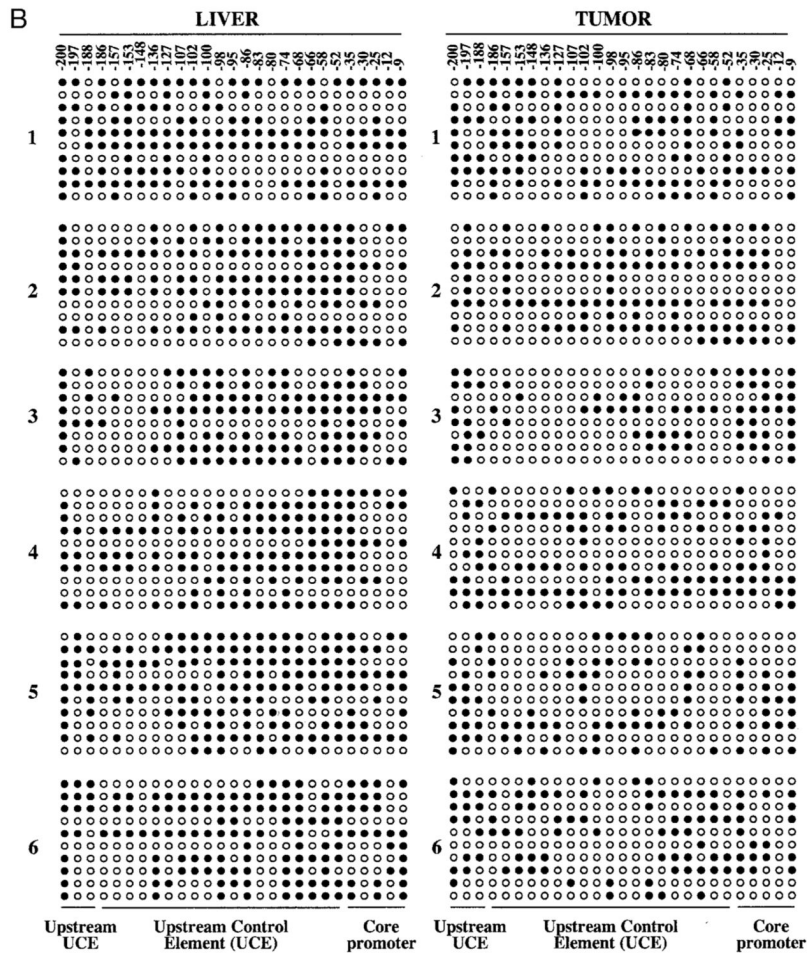 B
LIVER
TUMOR
-200 -197 -188 -186 -157 -153 -148 -136 -127 -107 -102 -100 -98 -95 -86 -83 -80 -74 -68 -66 -58 -52 -35 -30 -25 -12 -9
-200 -197 -188 -186 -157 -153 -148 -136 -127 -107 -102 -100 -98 -95 -86 -83 -80 -74 -68 -66 -58 -52 -35 -30 -25 -12 -9
1
1
2
2
3
3
4
4
5
5
6
6
Upstream UCE
Upstream Control Element (UCE)
Core promoter
Upstream UCE
Upstream Control Element (UCE)
Core promoter